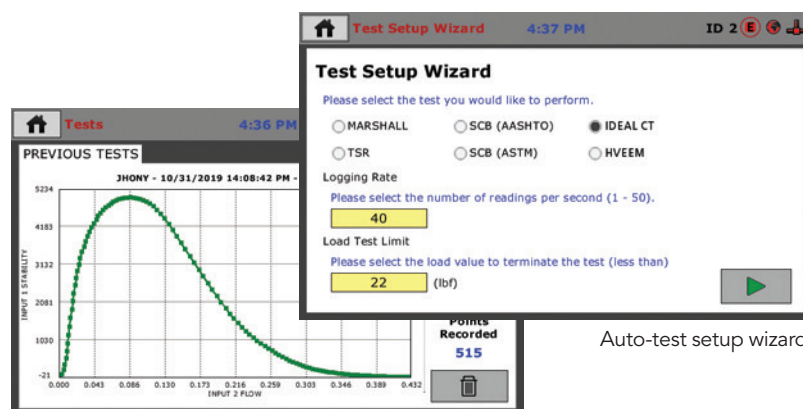 Test Setup Wizard 4:37 PM ID 2 E
Test Setup Wizard
Please select the test you would like to perform.
MARSHALL SCB (AASHTO) IDEAL CT
TSR SCB (ASTM) HVEEM
Logging Rate
Please select the number of readings per second (1 - 50).
40
Load Test Limit
Please select the load value to terminate the test (less than)
22 (lbf)
Auto-test setup wizard
Tests 4:36 PM
PREVIOUS TESTS
JHONY - 10/31/2019 14:08:42 PM -
5234
4183
3132
2081
1030
-21
INPUT 1 STABILITY
0.000 0.043 0.086 0.130 0.173 0.216 0.259 0.303 0.346 0.389 0.432
INPUT 2 FLOW
Points
Recorded
515